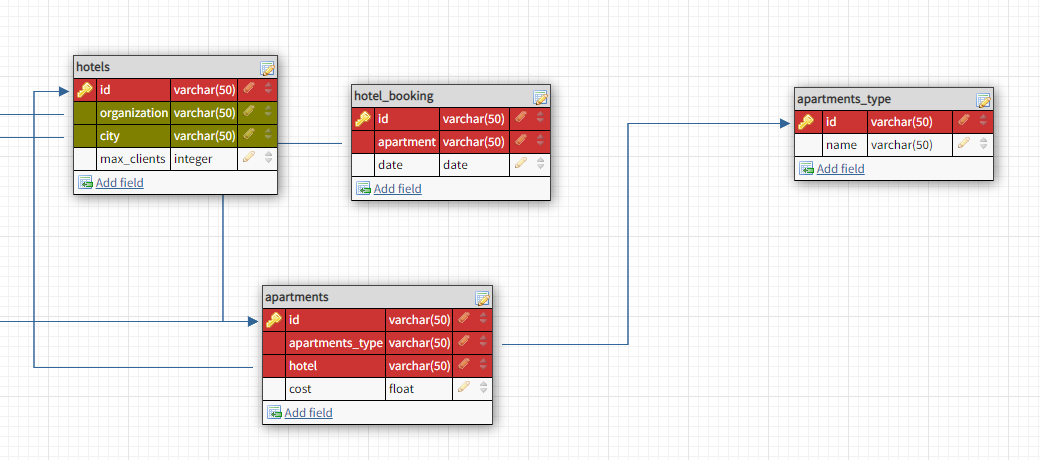 hotels
id varchar(50)
organization varchar(50)
city varchar(50)
max_clients integer
Add field
hotel_booking
id varchar(50)
apartment varchar(50)
date date
Add field
apartments_type
id varchar(50)
name varchar(50)
Add field
apartments
id varchar(50)
apartments_type varchar(50)
hotel varchar(50)
cost float
Add field